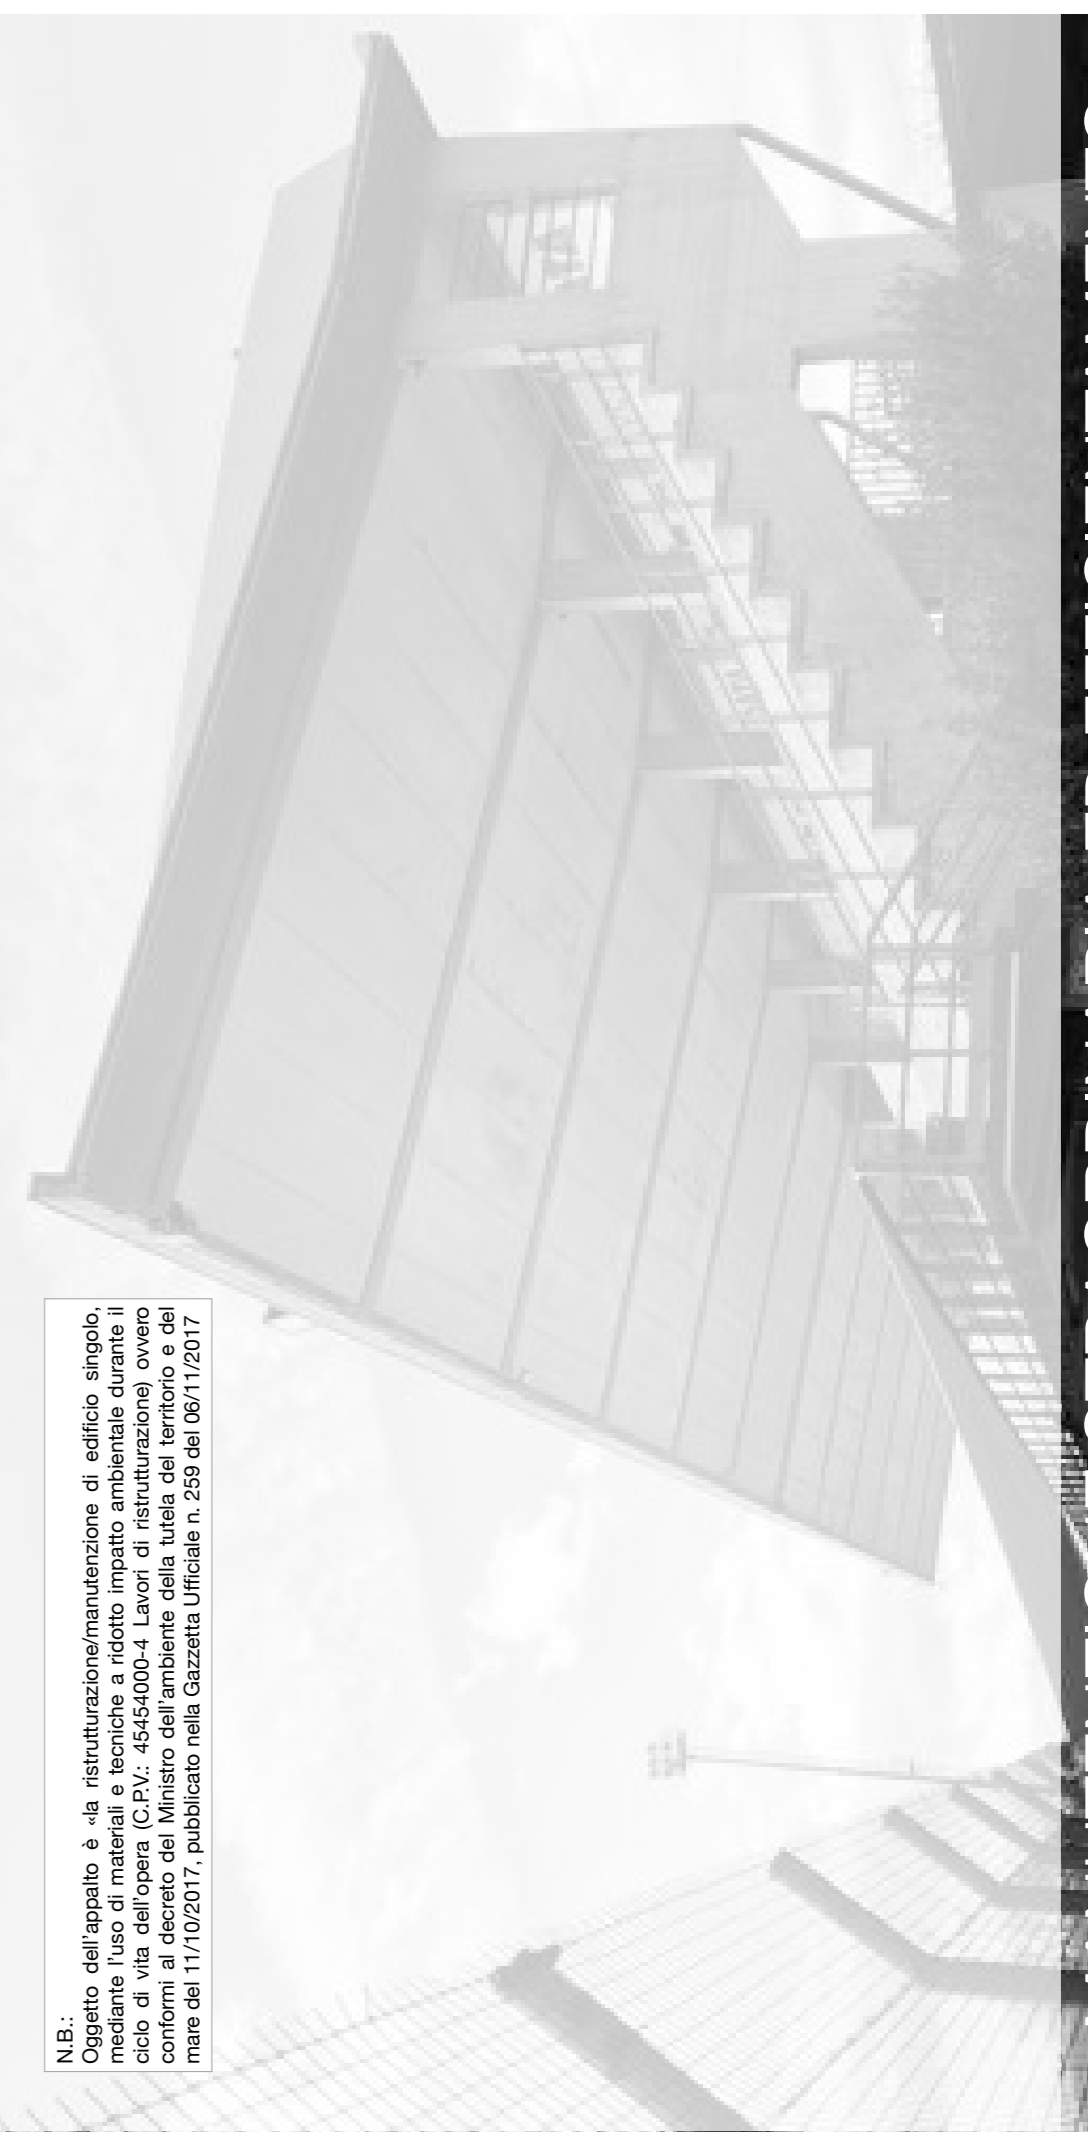 N.B.:
Oggetto dell'appalto è «la ristrutturazione/manutenzione di edificio singolo,
mediante l'uso di materiali e tecniche a ridotto impatto ambientale durante il
ciclo di vita dell'opera (C.P.V.: 45454000-4 Lavori di ristrutturazione) ovvero
conformi al decreto del Ministro dell'ambiente della tutela del territorio e del
mare del 11/10/2017, pubblicato nella Gazzetta Ufficiale n. 259 del 06/11/2017